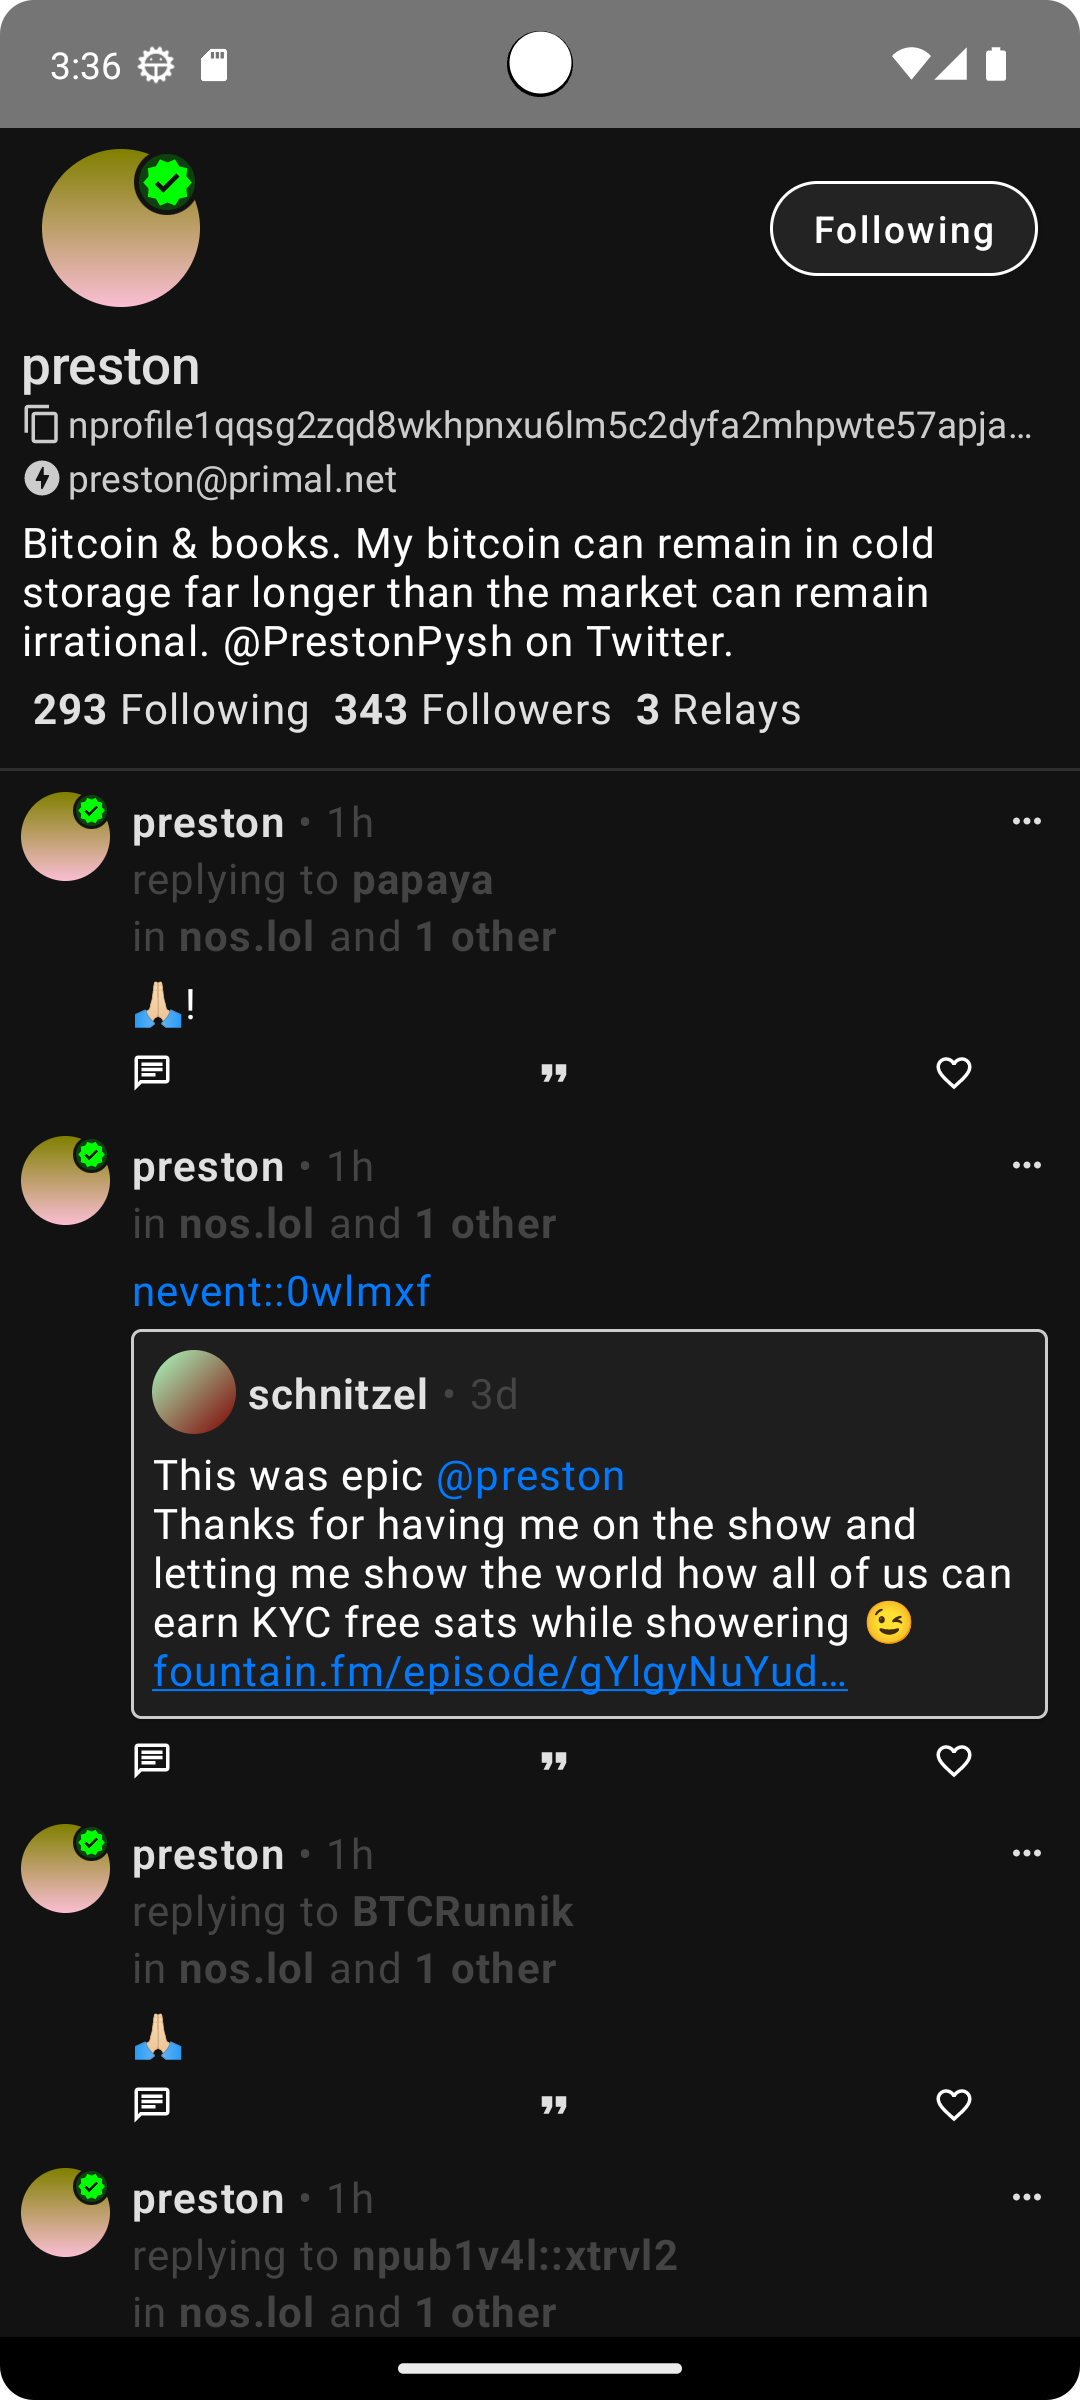 3:36
Following
preston
nprofile1qqsg2zqd8wkhpnxu6lm5c2dyfa2mhpwte57apja…
preston@primal.net
Bitcoin & books. My bitcoin can remain in cold
storage far longer than the market can remain
irrational. @PrestonPysh on Twitter.
293 Following 343 Followers 3 Relays
preston • 1h
replying to papaya
in nos.lol and 1 other
🙏🏻!
preston • 1h
in nos.lol and 1 other
nevent::0wlmxf
schnitzel • 3d
This was epic @preston
Thanks for having me on the show and
letting me show the world how all of us can
earn KYC free sats while showering 😉
fountain.fm/episode/gYlgyNuYud…
preston • 1h
replying to BTCRunnik
in nos.lol and 1 other
🙏🏻
preston • 1h
replying to npub1v4l::xtrvl2
in nos.lol and 1 other